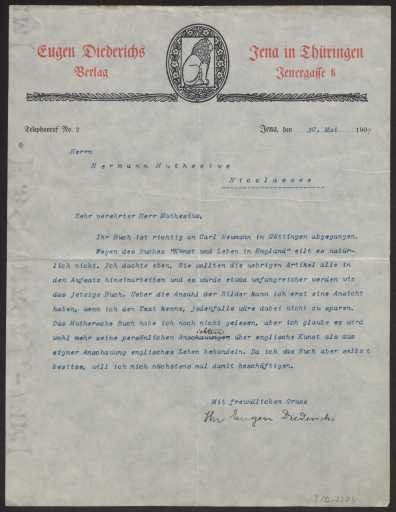 Eugen Diederichs
Verlag
Jena in Thüringen
Jenergasse 6
Telephonruf No. 2
Jena, den 30. Mai 1907
Herrn
Hermann Muthesius
Nicolassee
Sehr verehrter Herr Muthesius,
Ihr Buch ist richtig an Carl Neumann in Göttingen abgegangen.
Wegen des Buches "Kunst und Leben in England" eilt es natür-
lich nicht. Ich dachte eben, Sie wollten die uebrigen Artikel alle in
den Aufsatz hineinarbeiten und es würde etwas umfangreicher werden wie
das jetzige Buch. Ueber die Anzahl der Bilder kann ich erst eine Ansicht
haben, wenn ich den Text kenne, jedenfalls wäre dabei nicht zu sparen.
Das Muthersche Buch habe ich noch nicht gelesen, aber ich glaube es wird
wohl mehr seine persönlichen Anschauungen über englische Kunst als aus
eigner Anschauung englisches Leben behandeln. Da ich das Buch aber selbst
besitze, will ich mich nächstens mal damit beschäftigen.
Mit freundlichen Gruss
Ihr Eugen Diederichs